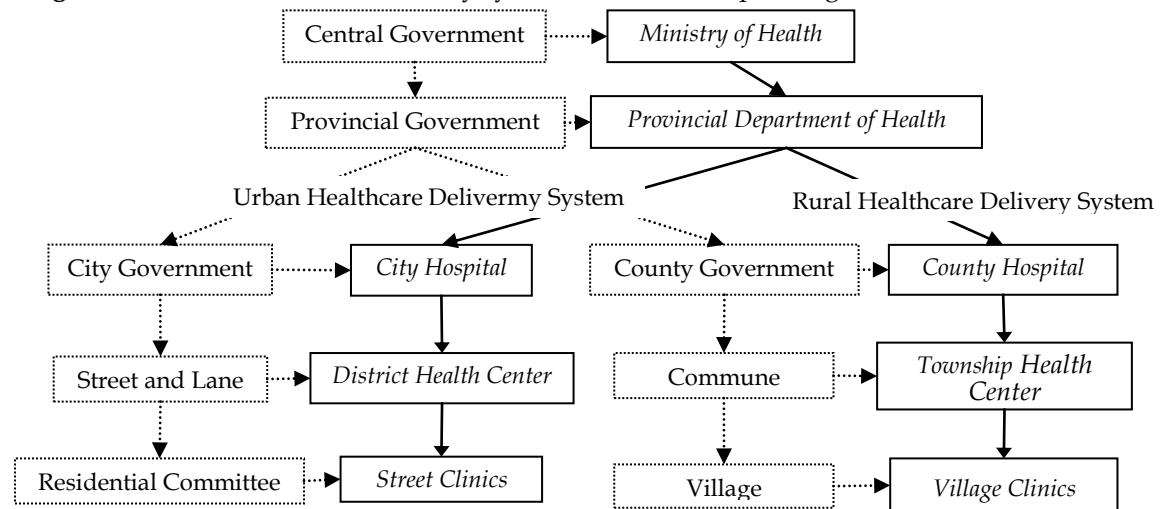 Central Government
Ministry of Health
Provincial Government
Provincial Department of Health
Urban Healthcare Delivermy System
Rural Healthcare Delivery System
City Government
City Hospital
County Government
County Hospital
Street and Lane
District Health Center
Commune
Township Health
Center
Residential Committee
Street Clinics
Village
Village Clinics